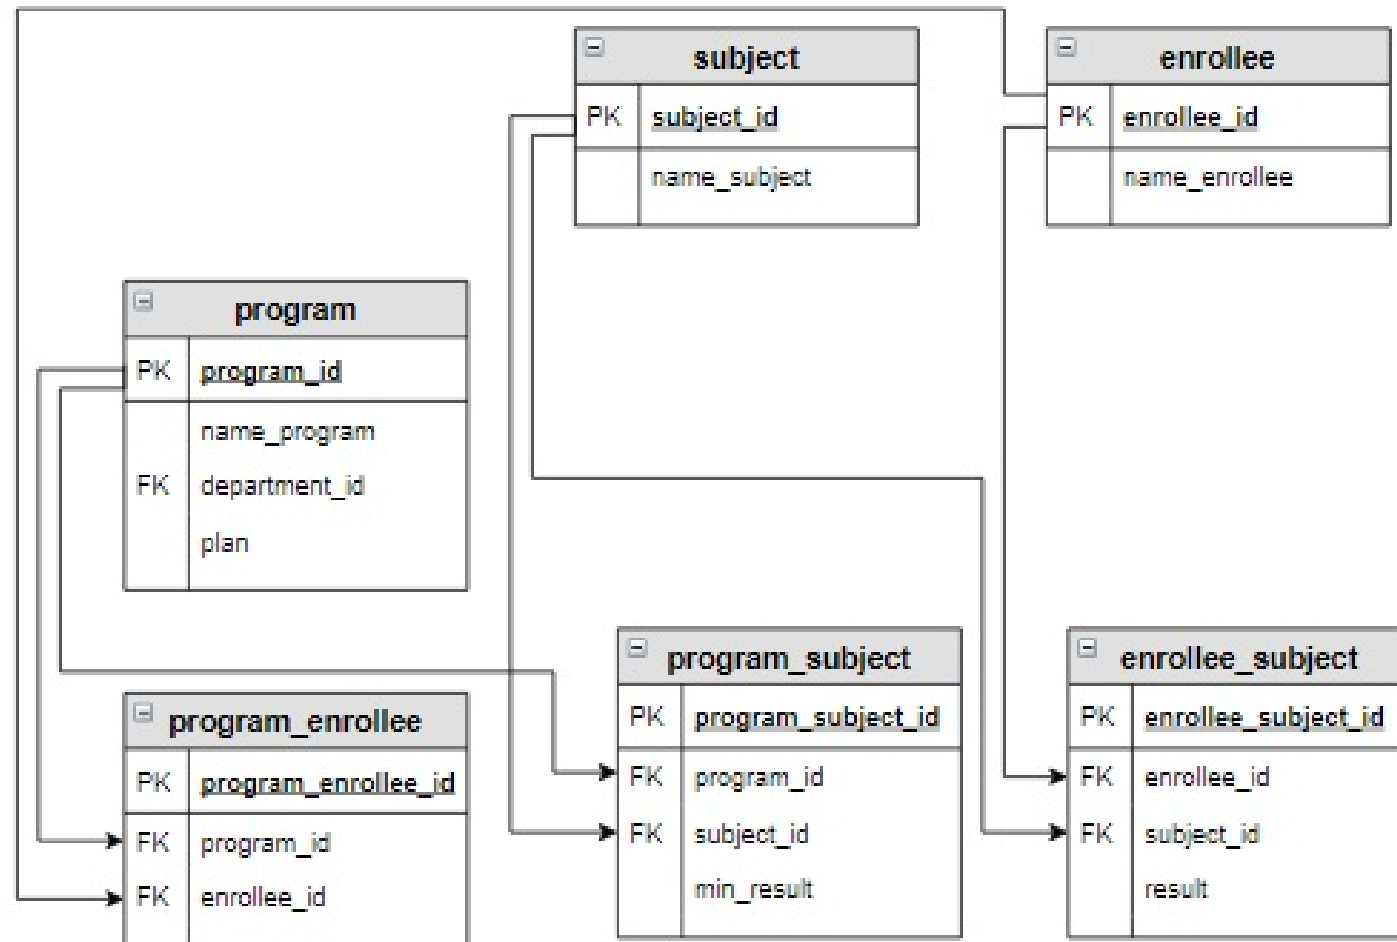 subject
PK subject_id
name_subject
enrollee
PK enrollee_id
name_enrollee
program
PK program_id
name_program
FK department_id
plan
program_enrollee
PK program_enrollee_id
FK program_id
FK enrollee_id
program_subject
PK program_subject_id
FK program_id
FK subject_id
min_result
enrollee_subject
PK enrollee_subject_id
FK enrollee_id
FK subject_id
result